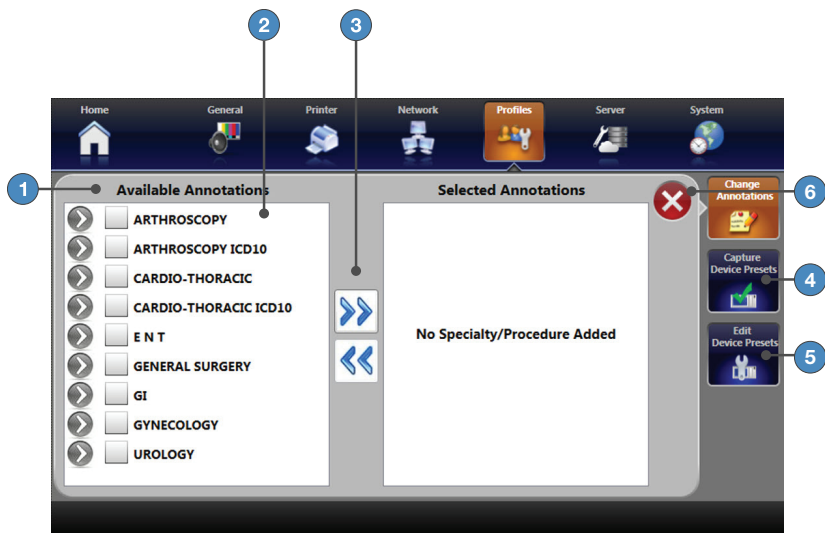 2 3
Home General Printer Network Profiles Server System
1 Available Annotations Selected Annotations 6
Change
Annotations
ARTHROSCOPY
ARTHROSCOPY ICD10
CARDIO-THORACIC
CARDIO-THORACIC ICD10
E N T
GENERAL SURGERY
GI
GYNECOLOGY
UROLOGY
No Specialty/Procedure Added
Capture
Device Presets
4
Edit
Device Presets
5